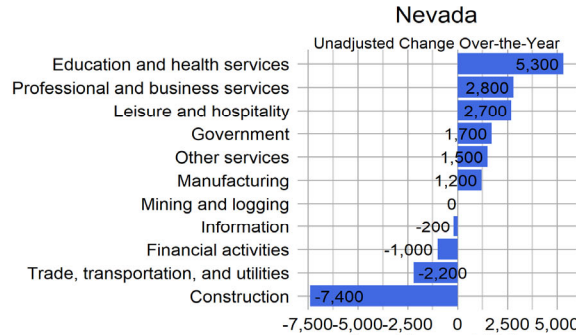 Nevada
Unadjusted Change Over-the-Year
Education and health services 5,300
Professional and business services 2,800
Leisure and hospitality 2,700
Government 1,700
Other services 1,500
Manufacturing 1,200
Mining and logging 0
Information -200
Financial activities -1,000
Trade, transportation, and utilities -2,200
Construction -7,400
-7,500 -5,000 -2,500 2,500 5,000